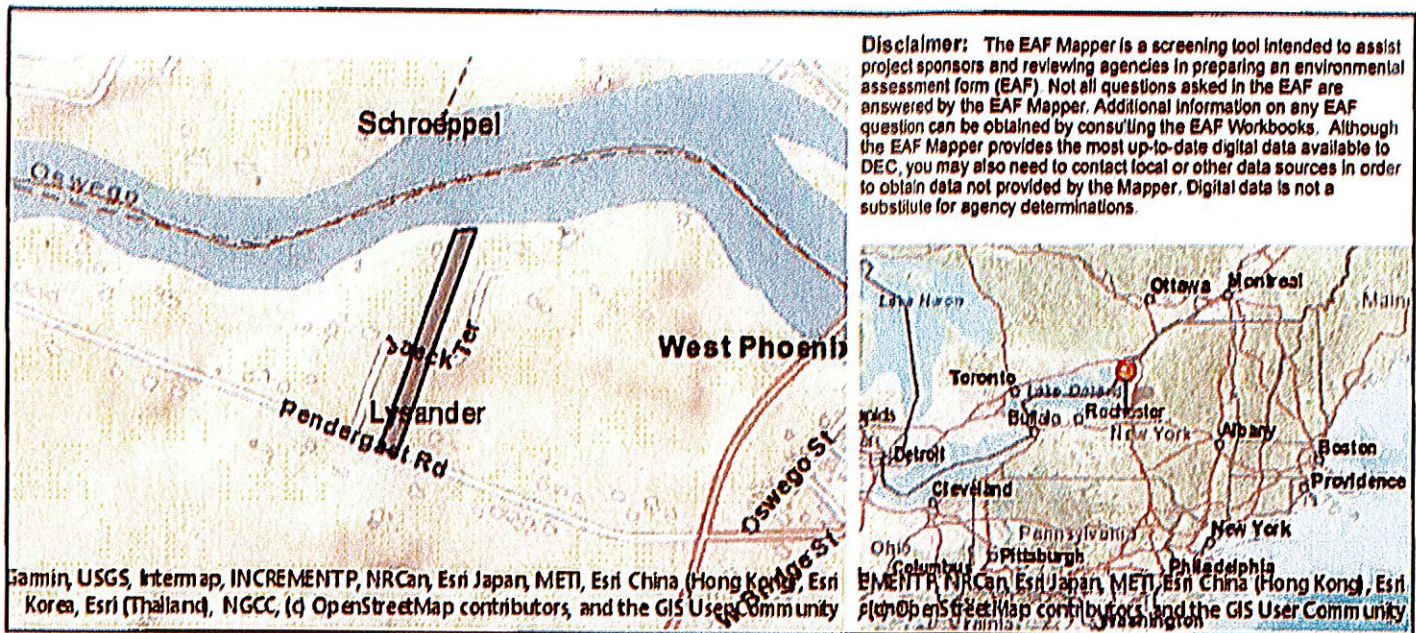 Disclaimer: The EAF Mapper is a screening tool intended to assist
project sponsors and reviewing agencies in preparing an environmental
assessment form (EAF). Not all questions asked in the EAF are
answered by the EAF Mapper. Additional information on any EAF
question can be obtained by consulting the EAF Workbooks. Although
the EAF Mapper provides the most up-to-date digital data available to
DEC, you may also need to contact local or other data sources in order
to obtain data not provided by the Mapper. Digital data is not a
substitute for agency determinations.
Schroeppel
Oswego
West Phoenix
Ter
Lysander
Pendergast Rd
Oswego St
W Bridge St
Garmin, USGS, Intermap, INCREMENT P, NRCan, Esri Japan, METI, Esri China (Hong Kong), Esri
Korea, Esri (Thailand), NGCC, (c) OpenStreetMap contributors, and the GIS User Community
Ottawa
Montreal
Lake Huron
Toronto
Lake Ontario
Buffalo
Rochester
New York
Albany
Boston
Providence
Detroit
Cleveland
Pennsylvania
New York
Ohio
Columbus
Pittsburgh
Philadelphia
EMENT P, NRCan, Esri Japan, METI, Esri China (Hong Kong), Esri
OpenStreetMap contributors, and the GIS User Community
Virginia
Washington